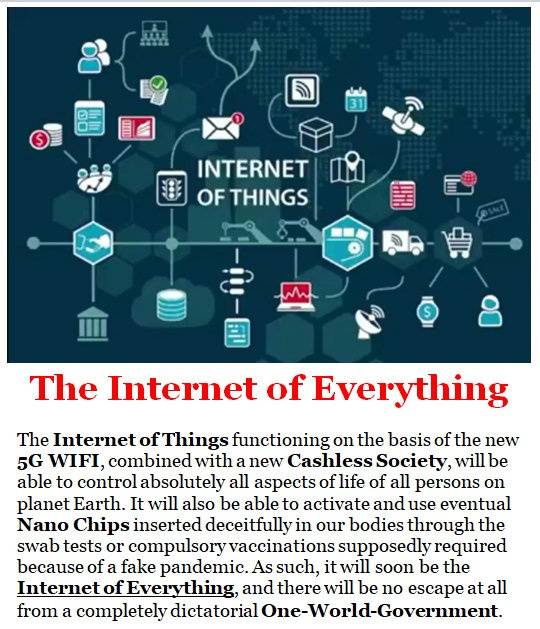 1
31
$
INTERNET
OF THINGS
SALE
$
The Internet of Everything
The Internet of Things functioning on the basis of the new
5G WIFI, combined with a new Cashless Society, will be
able to control absolutely all aspects of life of all persons on
planet Earth. It will also be able to activate and use eventual
Nano Chips inserted deceitfully in our bodies through the
swab tests or compulsory vaccinations supposedly required
because of a fake pandemic. As such, it will soon be the
Internet of Everything, and there will be no escape at all
from a completely dictatorial One-World-Government.